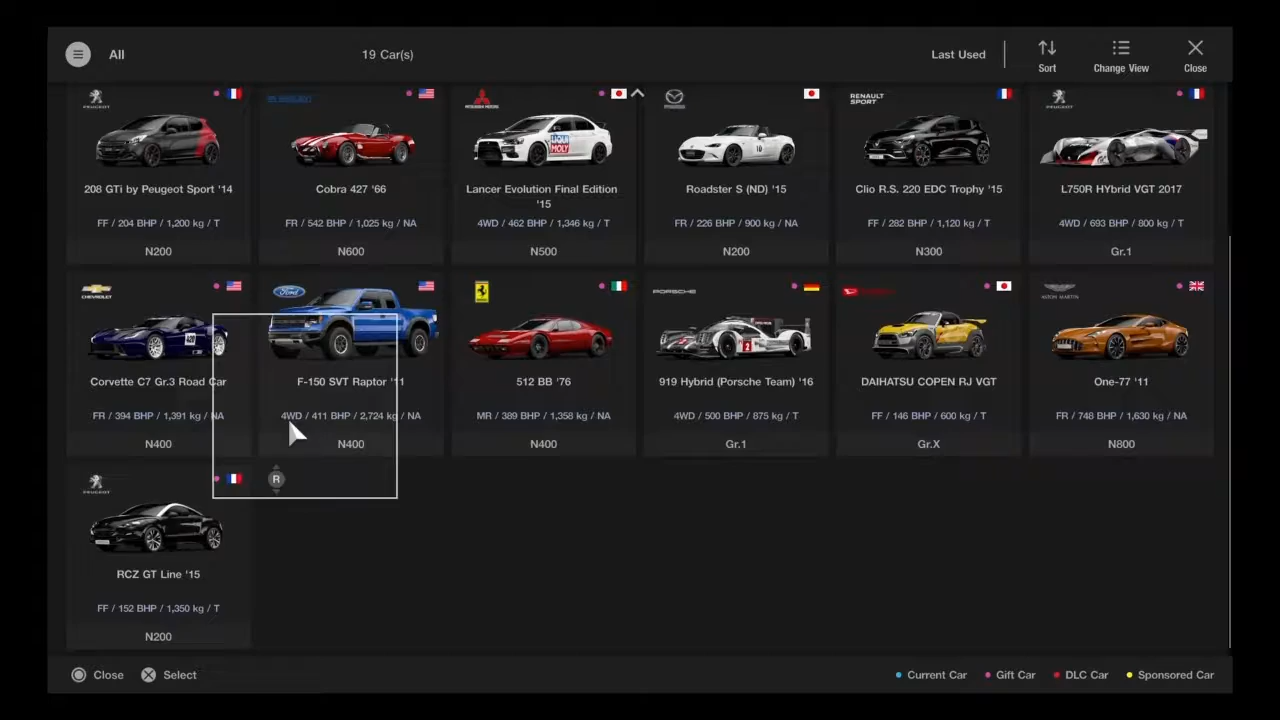 All
19 Car(s)
Last Used
Sort
Change View
Close
PEUGEOT
MITSUBISHI MOTORS
RENAULT SPORT
PEUGEOT
208 GTi by Peugeot Sport '14
Cobra 427 '66
Lancer Evolution Final Edition
'15
Roadster S (ND) '15
Clio R.S. 220 EDC Trophy '15
L750R HYbrid VGT 2017
FF / 204 BHP / 1,200 kg / T
FR / 542 BHP / 1,025 kg / NA
4WD / 462 BHP / 1,346 kg / T
FR / 226 BHP / 900 kg / NA
FF / 282 BHP / 1,120 kg / T
4WD / 693 BHP / 800 kg / T
N200
N600
N500
N200
N300
Gr.1
CHEVROLET
Ford
PORSCHE
ASTON MARTIN
Corvette C7 Gr.3 Road Car
F-150 SVT Raptor '11
512 BB '76
919 Hybrid (Porsche Team) '16
DAIHATSU COPEN RJ VGT
One-77 '11
FR / 394 BHP / 1,391 kg / NA
4WD / 411 BHP / 2,724 kg / NA
MR / 389 BHP / 1,358 kg / NA
4WD / 500 BHP / 875 kg / T
FF / 146 BHP / 600 kg / T
FR / 748 BHP / 1,630 kg / NA
N400
N400
N400
Gr.1
Gr.X
N800
R
PEUGEOT
RCZ GT Line '15
FF / 152 BHP / 1,350 kg / T
N200
Close
Select
Current Car
Gift Car
DLC Car
Sponsored Car